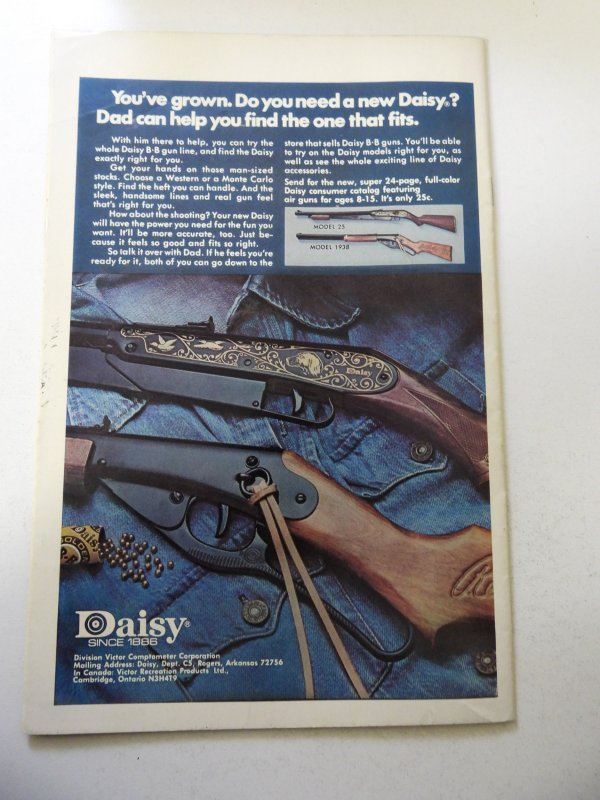 You've grown. Do you need a new Daisy®?
Dad can help you find the one that fits.
With him there to help, you can try the
whole Daisy B·B gun line, and find the Daisy
exactly right for you.
Get your hands on those man-sized
stocks. Choose a Western or a Monte Carlo
style. Find the heft you can handle. And the
sleek, handsome lines and real gun feel
that's right for you.
How about the shooting? Your new Daisy
will have the power you need for the fun you
want. It'll be more accurate, too. Just be-
cause it feels so good and fits so right.
So talk it over with Dad. If he feels you're
ready for it, both of you can go down to the
store that sells Daisy B·B guns. You'll be able
to try on the Daisy models right for you, as
well as see the whole exciting line of Daisy
accessories.
Send for the new, super 24-page, full-color
Daisy consumer catalog featuring
air guns for ages 8-15. It's only 25c.
MODEL 25
MODEL 1938
Daisy
Daisy
GOLDEN
Daisy®
SINCE 1886
Division Victor Comptometer Corporation
Mailing Address: Daisy, Dept. C5, Rogers, Arkansas 72756
In Canada: Victor Recreation Products Ltd.,
Cambridge, Ontario N3H4T9